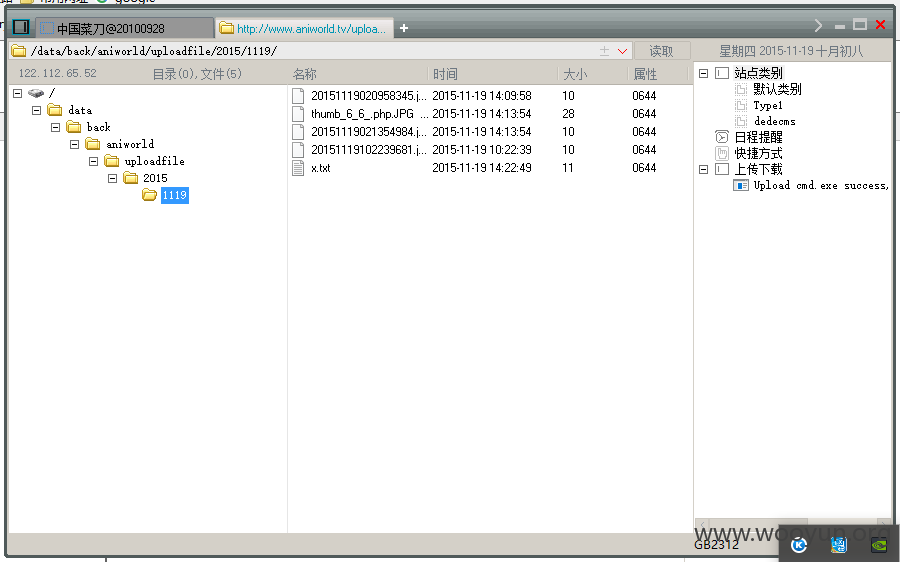 中国菜刀@20100928
http://www.aniworld.tv/uploa...
/data/back/aniworld/uploadfile/2015/1119/
读取
星期四 2015-11-19 十月初八
122.112.65.52
目录(0),文件(5)
名称 时间 大小 属性
20151119020958345.j... 2015-11-19 14:09:58 10 0644
thumb_6_6_.php.JPG ... 2015-11-19 14:13:54 28 0644
20151119021354984.j... 2015-11-19 14:13:54 10 0644
20151119102239681.j... 2015-11-19 10:22:39 10 0644
x.txt 2015-11-19 14:22:49 11 0644
/
data
back
aniworld
uploadfile
2015
1119
站点类别
默认类别
Type1
dedecms
日程提醒
快捷方式
上传下载
Upload cmd.exe success,
www.wooyun.org
GB2312